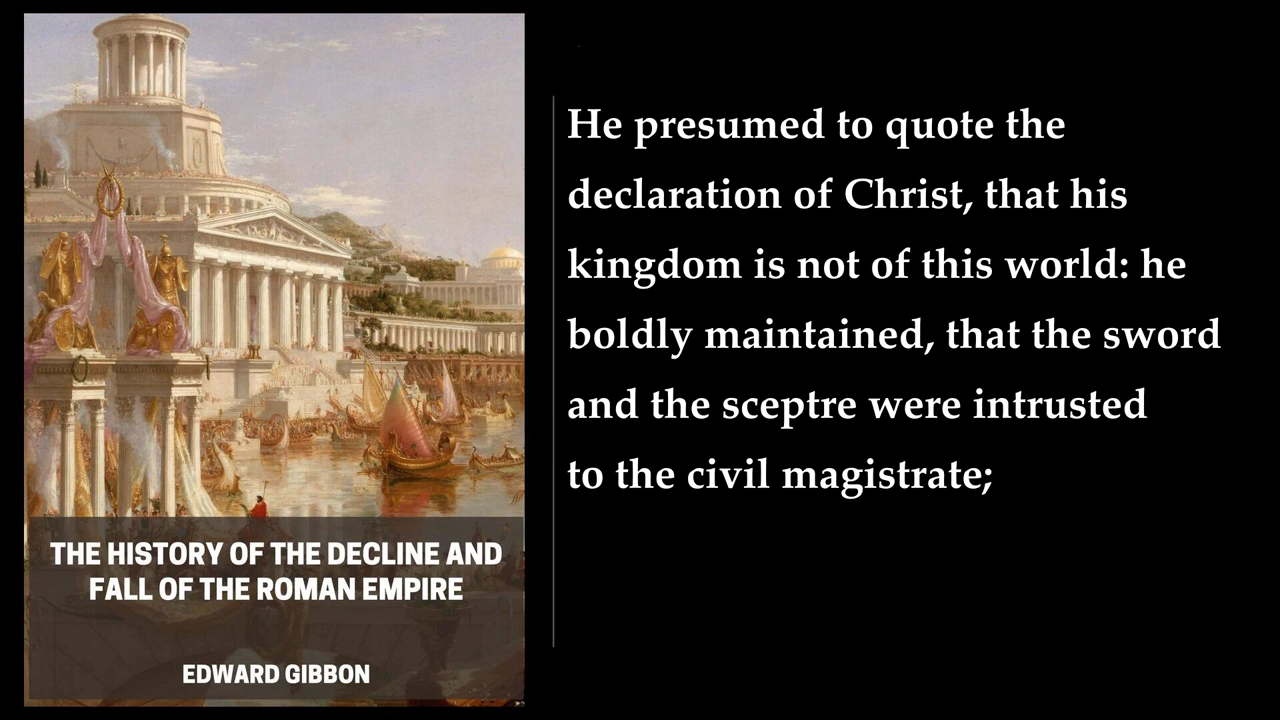 THE HISTORY OF THE DECLINE AND
FALL OF THE ROMAN EMPIRE
EDWARD GIBBON
He presumed to quote the
declaration of Christ, that his
kingdom is not of this world: he
boldly maintained, that the sword
and the sceptre were intrusted
to the civil magistrate;